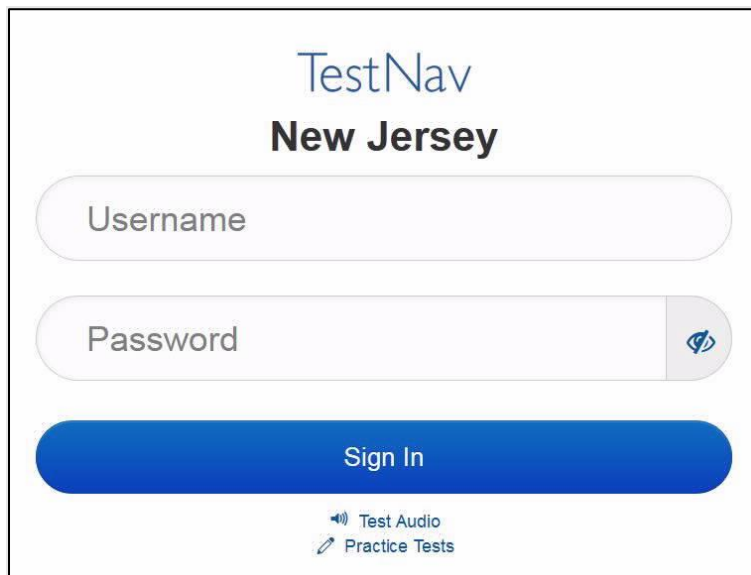 TestNav
New Jersey
Username
Password
Sign In
Test Audio
Practice Tests